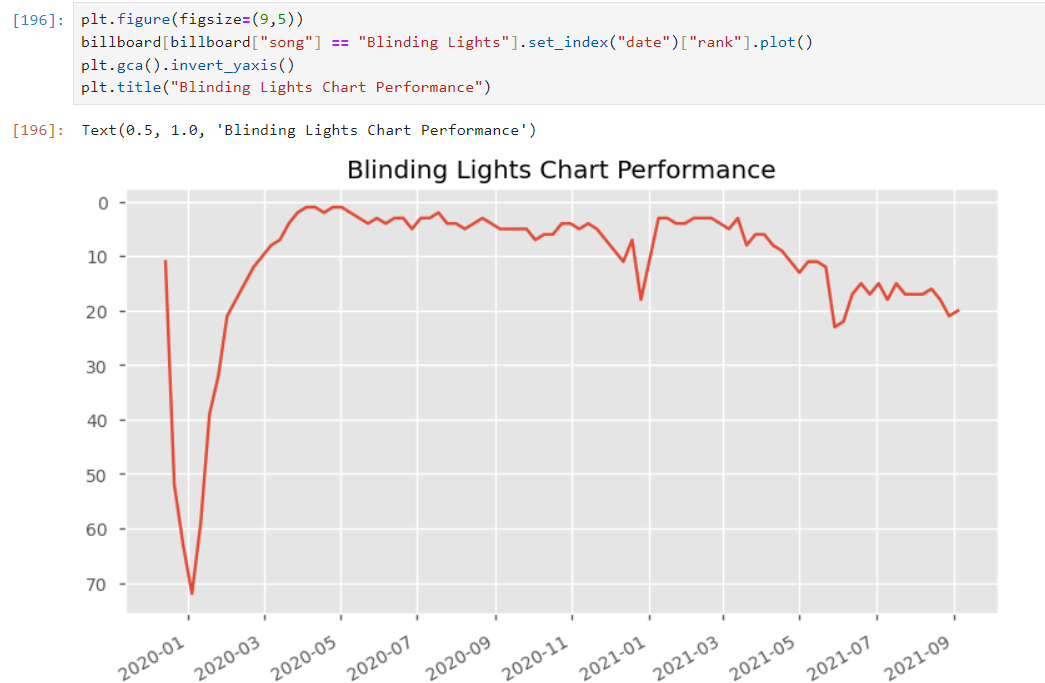 [196]: plt.figure(figsize=(9,5))
billboard[billboard["song"] == "Blinding Lights"].set_index("date")["rank"].plot()
plt.gca().invert_yaxis()
plt.title("Blinding Lights Chart Performance")
[196]: Text(0.5, 1.0, 'Blinding Lights Chart Performance')
Blinding Lights Chart Performance
0
10
20
30
40
50
60
70
2020-01 2020-03 2020-05 2020-07 2020-09 2020-11 2021-01 2021-03 2021-05 2021-07 2021-09